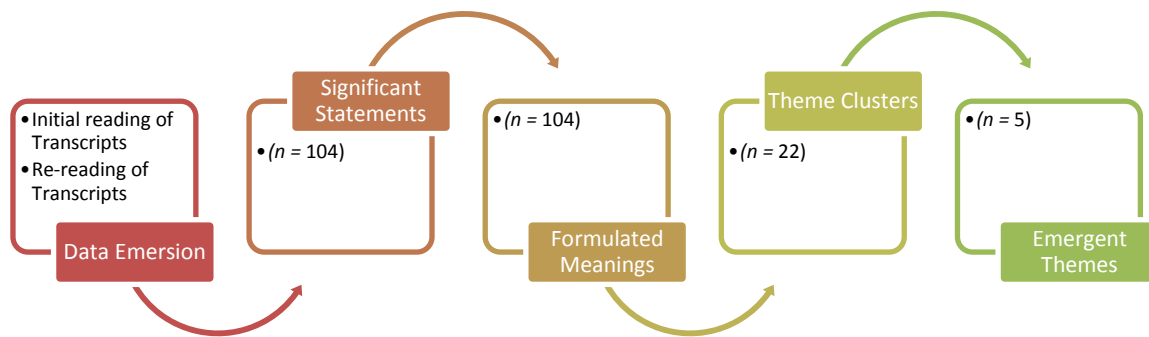 •Initial reading of
Transcripts
•Re-reading of
Transcripts
Data Emersion
Significant
Statements
•(n = 104)
•(n = 104)
Formulated
Meanings
Theme Clusters
•(n = 22)
•(n = 5)
Emergent
Themes